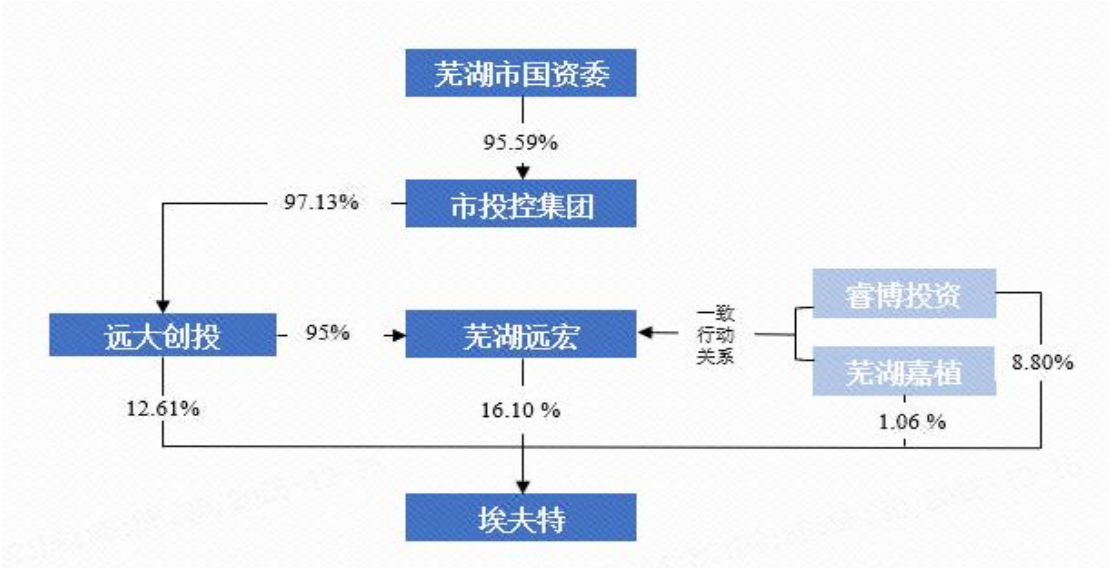 芜湖市国资委
95.59%
97.13%
市投控集团
睿博投资
远大创投
95%
芜湖远宏
一致
行动
关系
芜湖嘉植
8.80%
12.61%
16.10 %
1.06 %
埃夫特